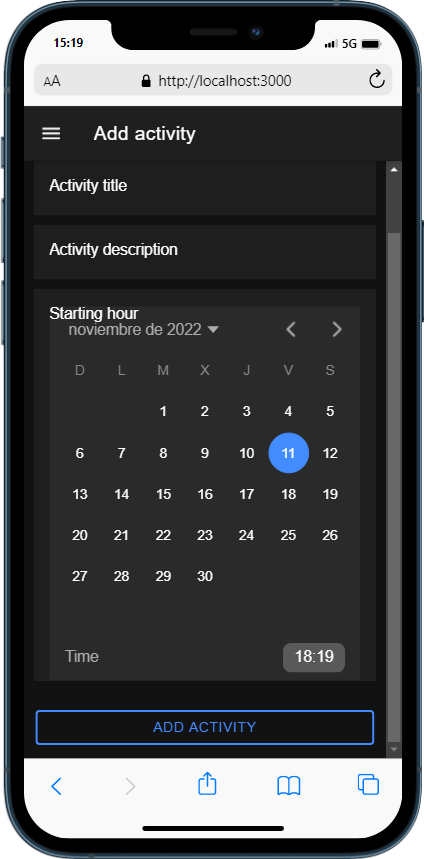 15:19 5G
AA http://localhost:3000
Add activity
Activity title
Activity description
Starting hour
noviembre de 2022
D L M X J V S
1 2 3 4 5
6 7 8 9 10 11 12
13 14 15 16 17 18 19
20 21 22 23 24 25 26
27 28 29 30
Time 18:19
ADD ACTIVITY